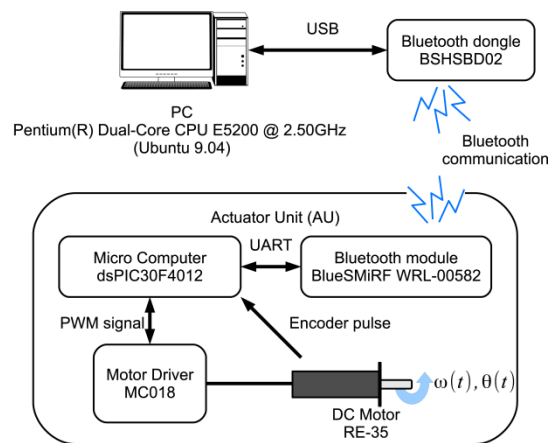 USB
Bluetooth dongle
BSHSBD02
PC
Pentium(R) Dual-Core CPU E5200 @ 2.50GHz
(Ubuntu 9.04)
Bluetooth
communication
Actuator Unit (AU)
Micro Computer
dsPIC30F4012
UART
Bluetooth module
BlueSMiRF WRL-00582
PWM signal
Encoder pulse
Motor Driver
MC018
ω(t), θ(t)
DC Motor
RE-35